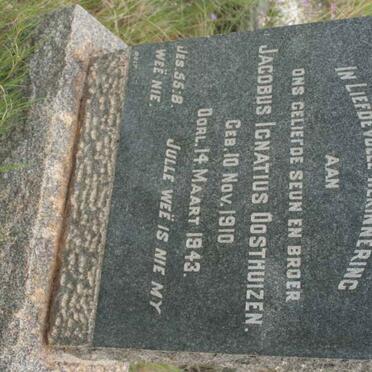 IN LIEFDEVOLLE HERINNERING
AAN
ONS GELIEFDE SEUN EN BROER
JACOBUS IGNATIUS OOSTHUIZEN.
GEB. 10 NOV. 1910
OORL. 14 MAART 1943.
JULLE WEË IS NIE MY
WEË NIE
JES. 55:8.